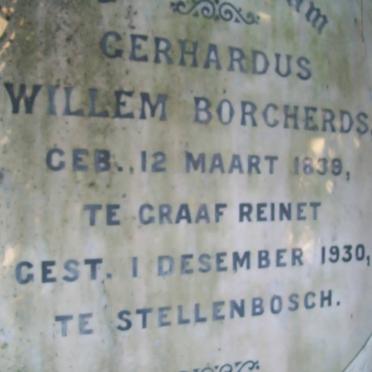 GERHARDUS
WILLEM BORCHERDS.
GEB., 12 MAART 1839,
TE GRAAF REINET
GEST. 1 DESEMBER 1930,
TE STELLENBOSCH.